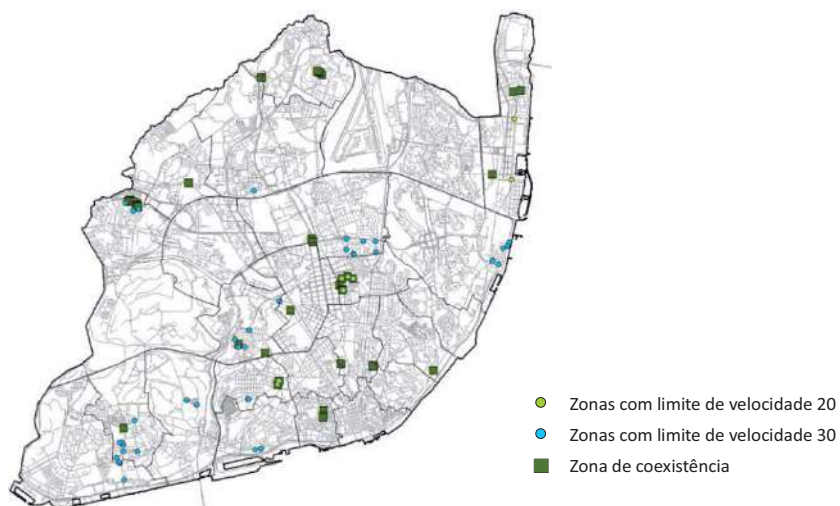 Zonas com limite de velocidade 20
Zonas com limite de velocidade 30
Zona de coexistência